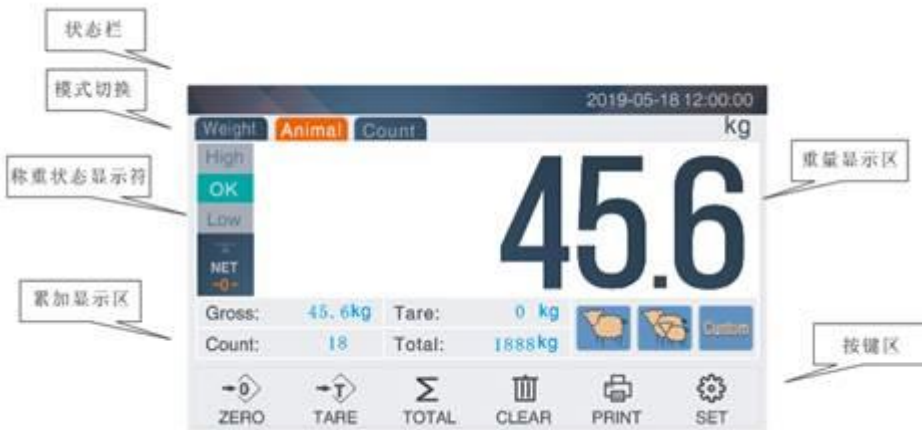 状态栏
模式切换
2019-05-18 12:00:00
Weight Animal Count kg
称重状态显示符
High
OK
Low
NET
→0←
45.6
重量显示区
累加显示区
Gross: 45.6kg Tare: 0 kg
Count: 18 Total: 1888kg
Custom
按键区
→0 →T Σ
ZERO TARE TOTAL CLEAR PRINT SET